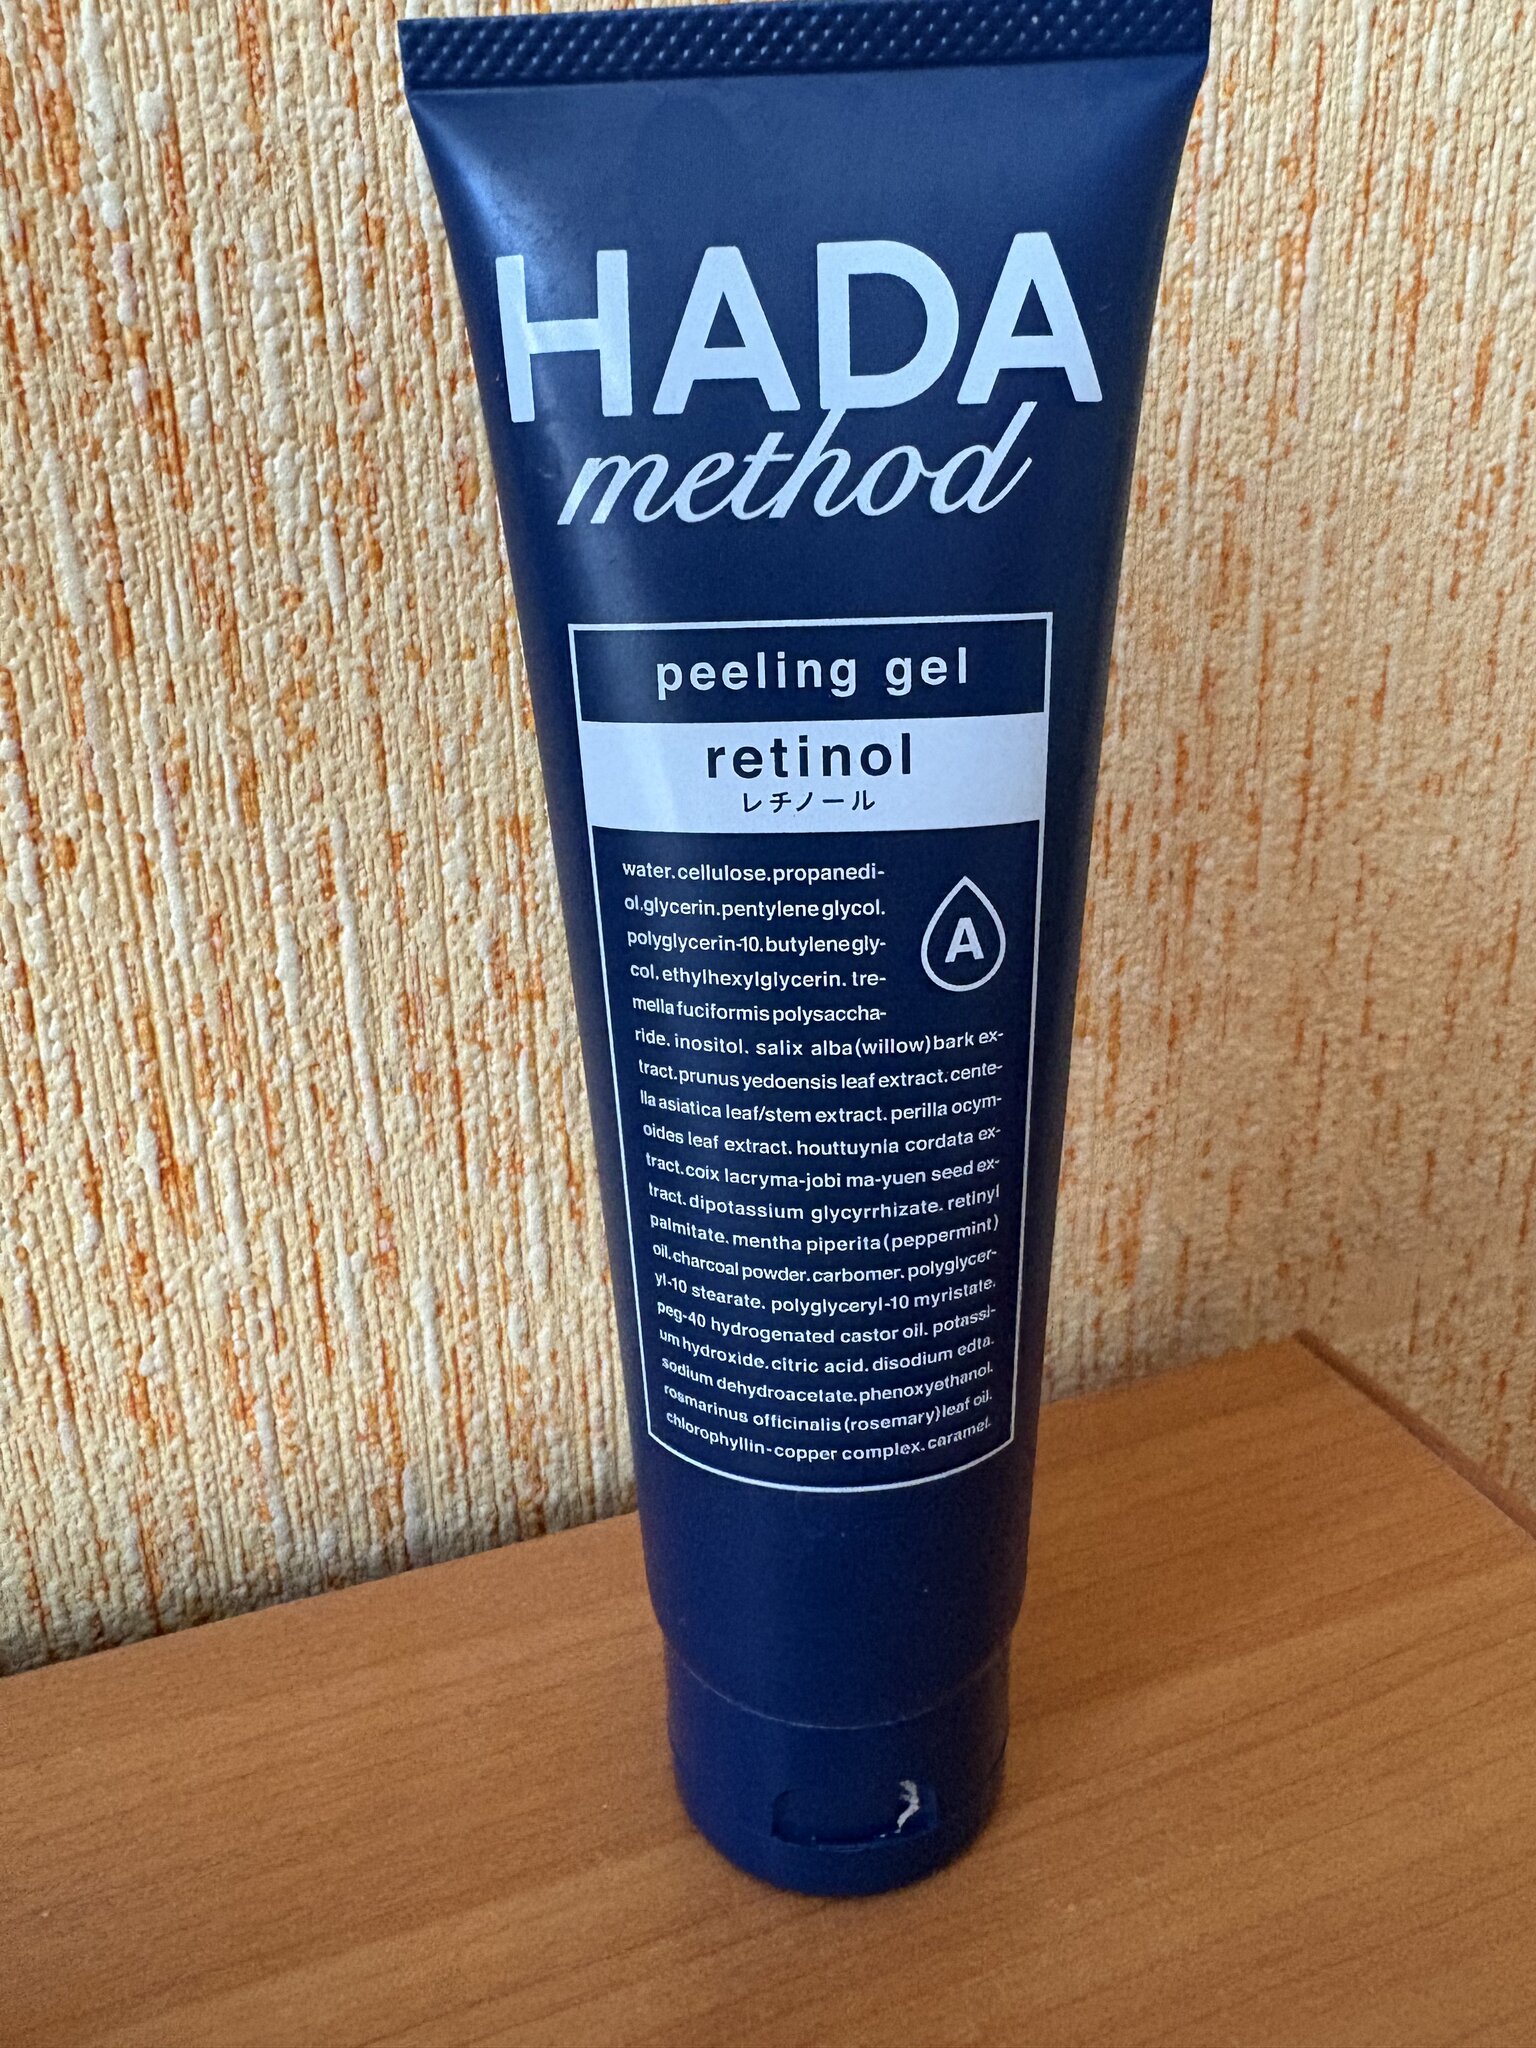 HADA
method
peeling gel
retinol
レチノール
water.cellulose.propanedi-
ol.glycerin.pentylene glycol.
polyglycerin-10.butylene gly-
col. ethylhexylglycerin. tre-
mella fuciformis polysaccha-
A
ride. inositol. salix alba (willow) bark ex-
tract. prunus yedoensis leaf extract. cente-
lla asiatica leaf/stem extract. perilla ocym-
oides leaf extract. houttuynia cordata ex-
tract. coix lacryma-jobi ma-yuen seed ex-
tract. dipotassium glycyrrhizate. retinyl
palmitate. mentha piperita (peppermint)
oil. charcoal powder. carbomer. polyglycer-
yl-10 stearate. polyglyceryl-10 myristate.
peg-40 hydrogenated castor oil. potassi-
um hydroxide. citric acid. disodium edta.
sodium dehydroacetate. phenoxyethanol.
rosmarinus officinalis (rosemary) leaf oil.
chlorophyllin-copper complex. caramel.